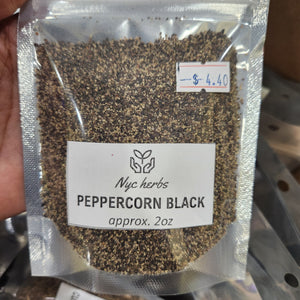 $ 4.40
Nyc herbs
PEPPERCORN BLACK
approx. 2oz